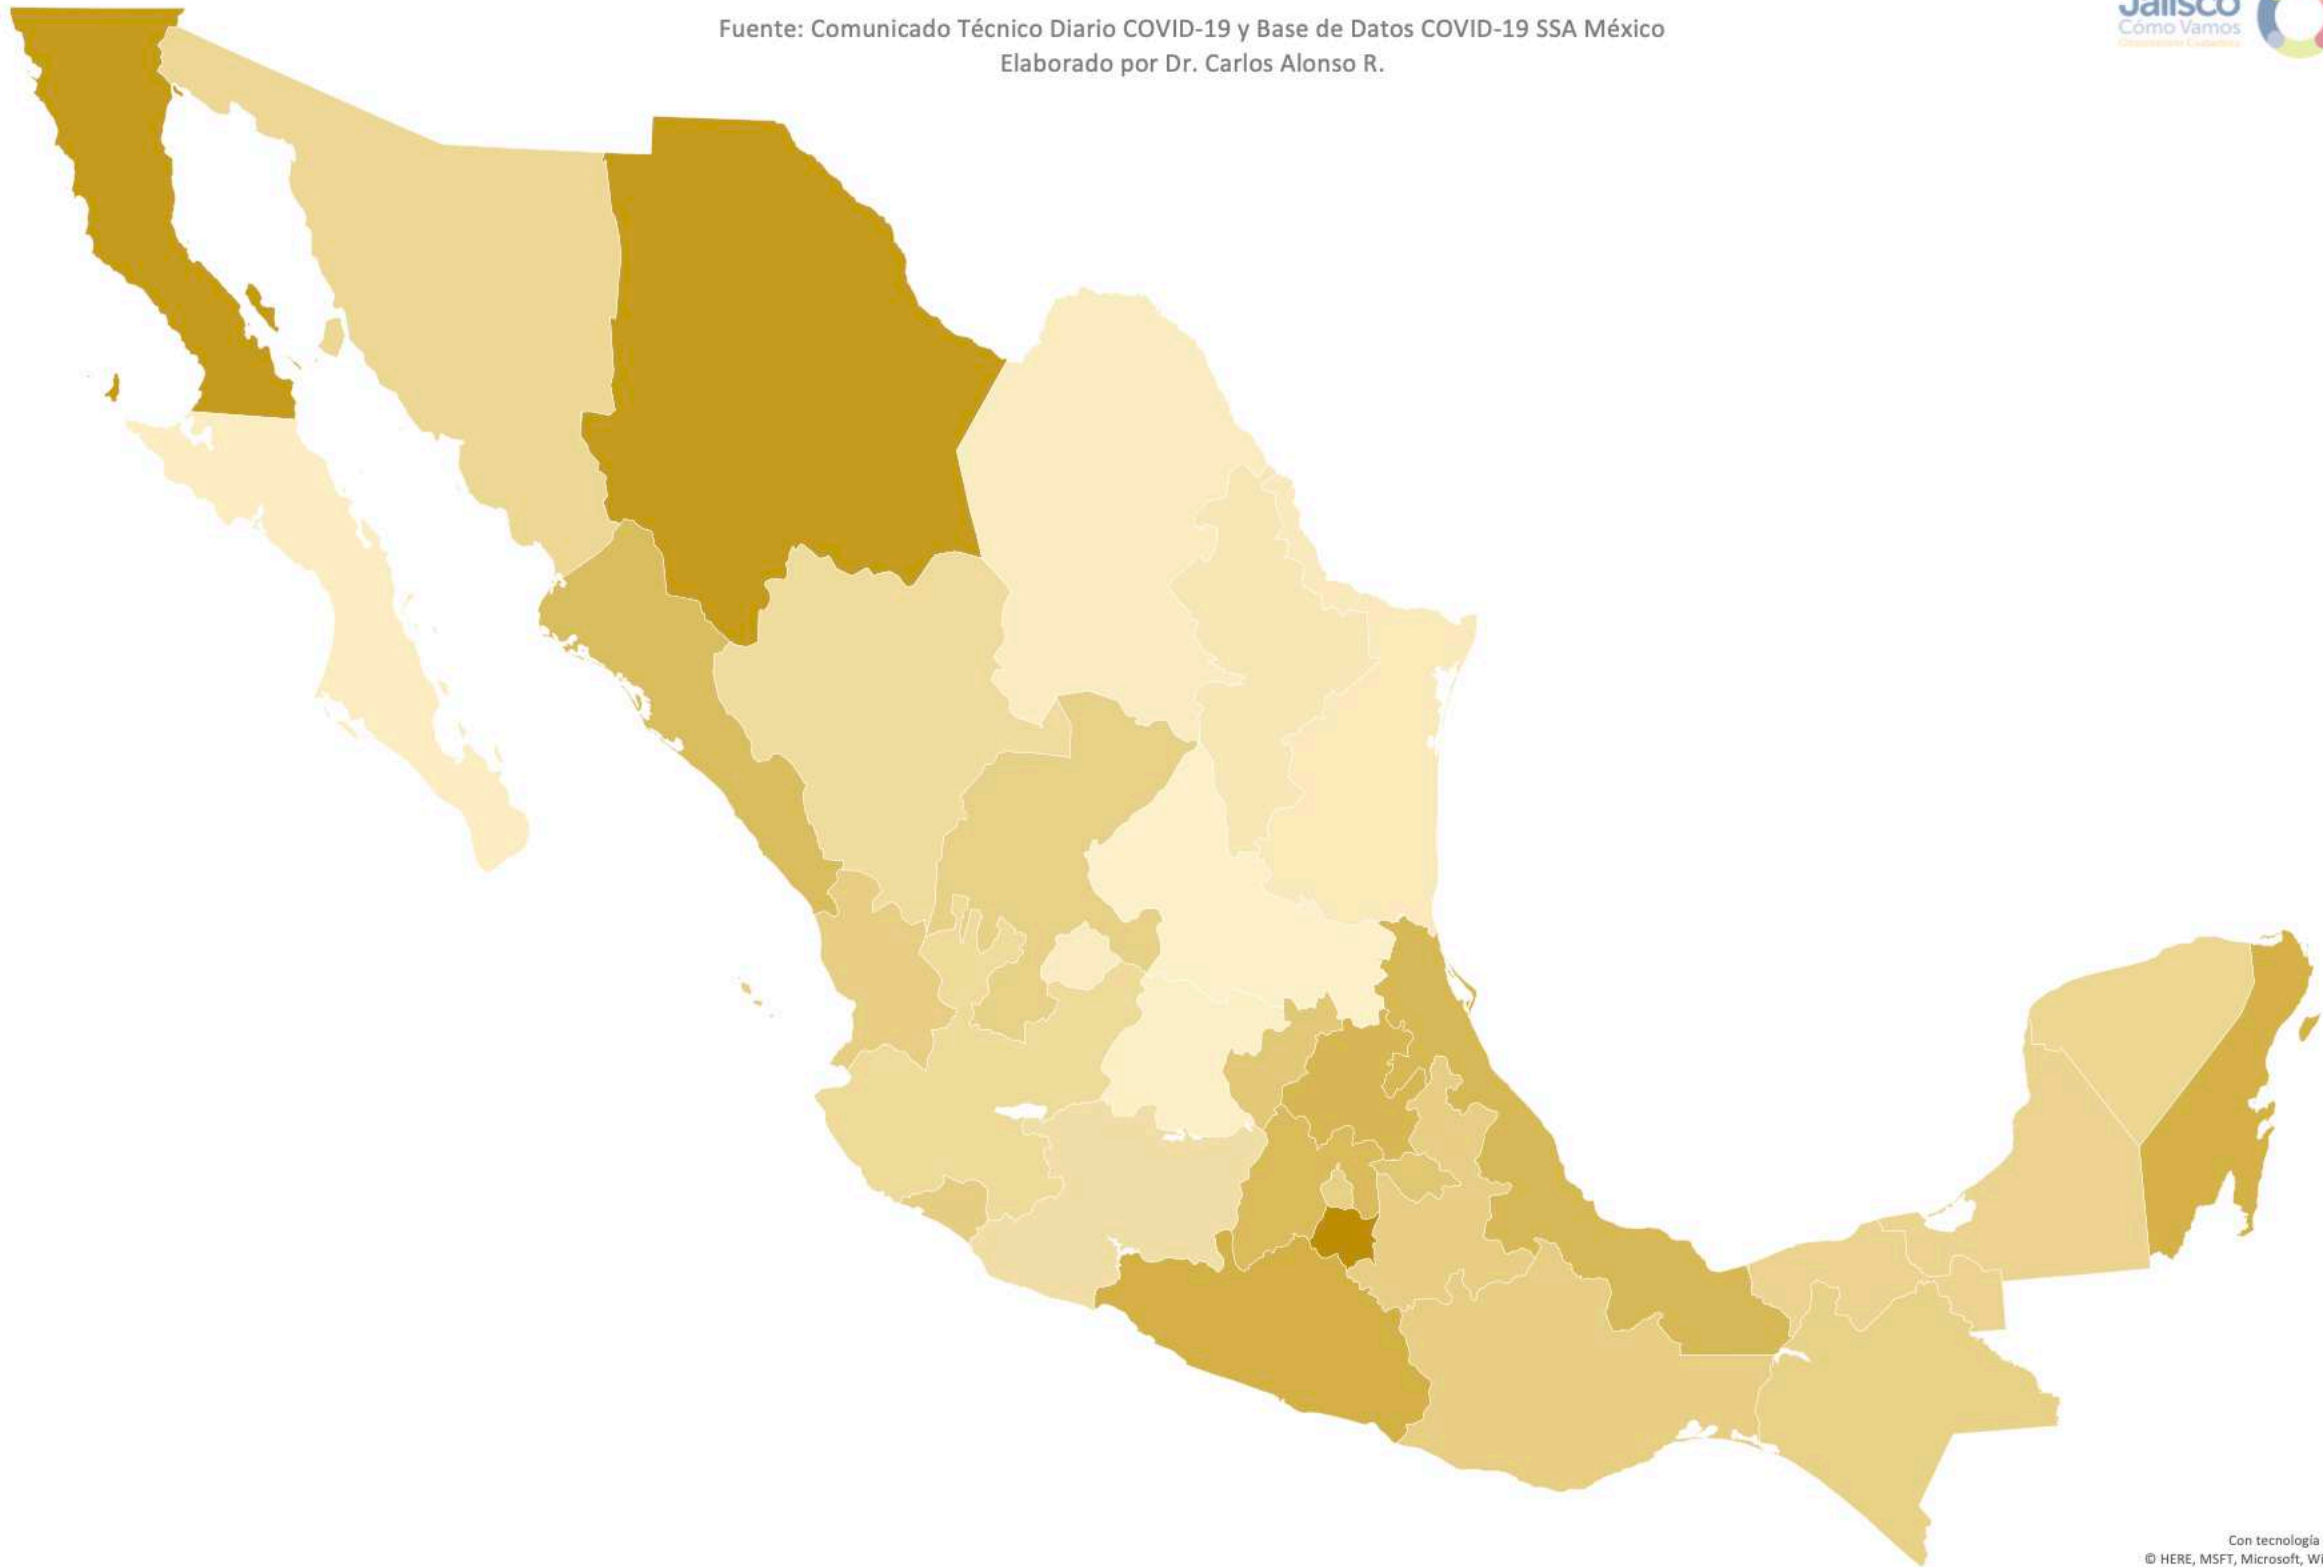 Fuente: Comunicado Técnico Diario COVID-19 y Base de Datos COVID-19 SSA México
Elaborado por Dr. Carlos Alonso R.
Jalisco
Cómo Vamos
Con tecnología
© HERE, MSFT, Microsoft,